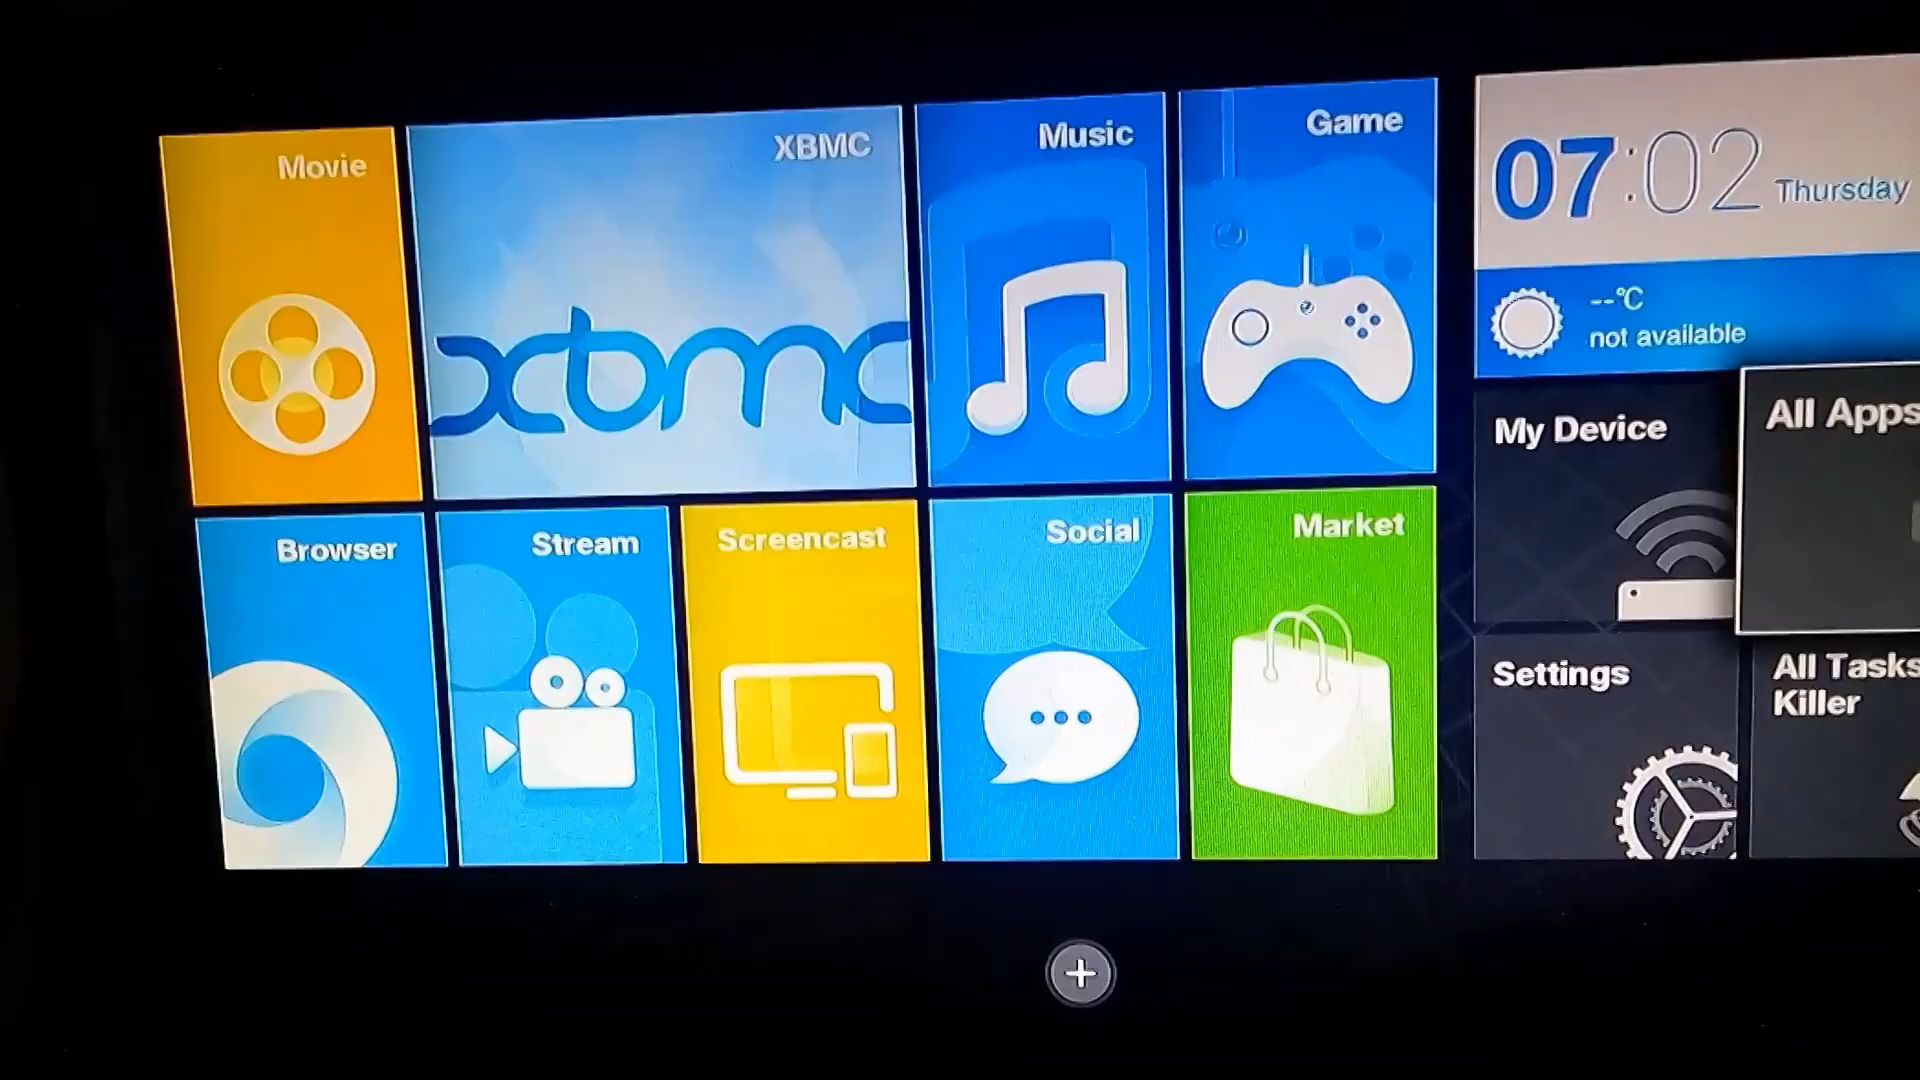 Movie
XBMC
xbmc
Music
Game
07:02 Thursday
--°C
not available
My Device
All Apps
Browser
Stream
Screencast
Social
Market
Settings
All Tasks
Killer